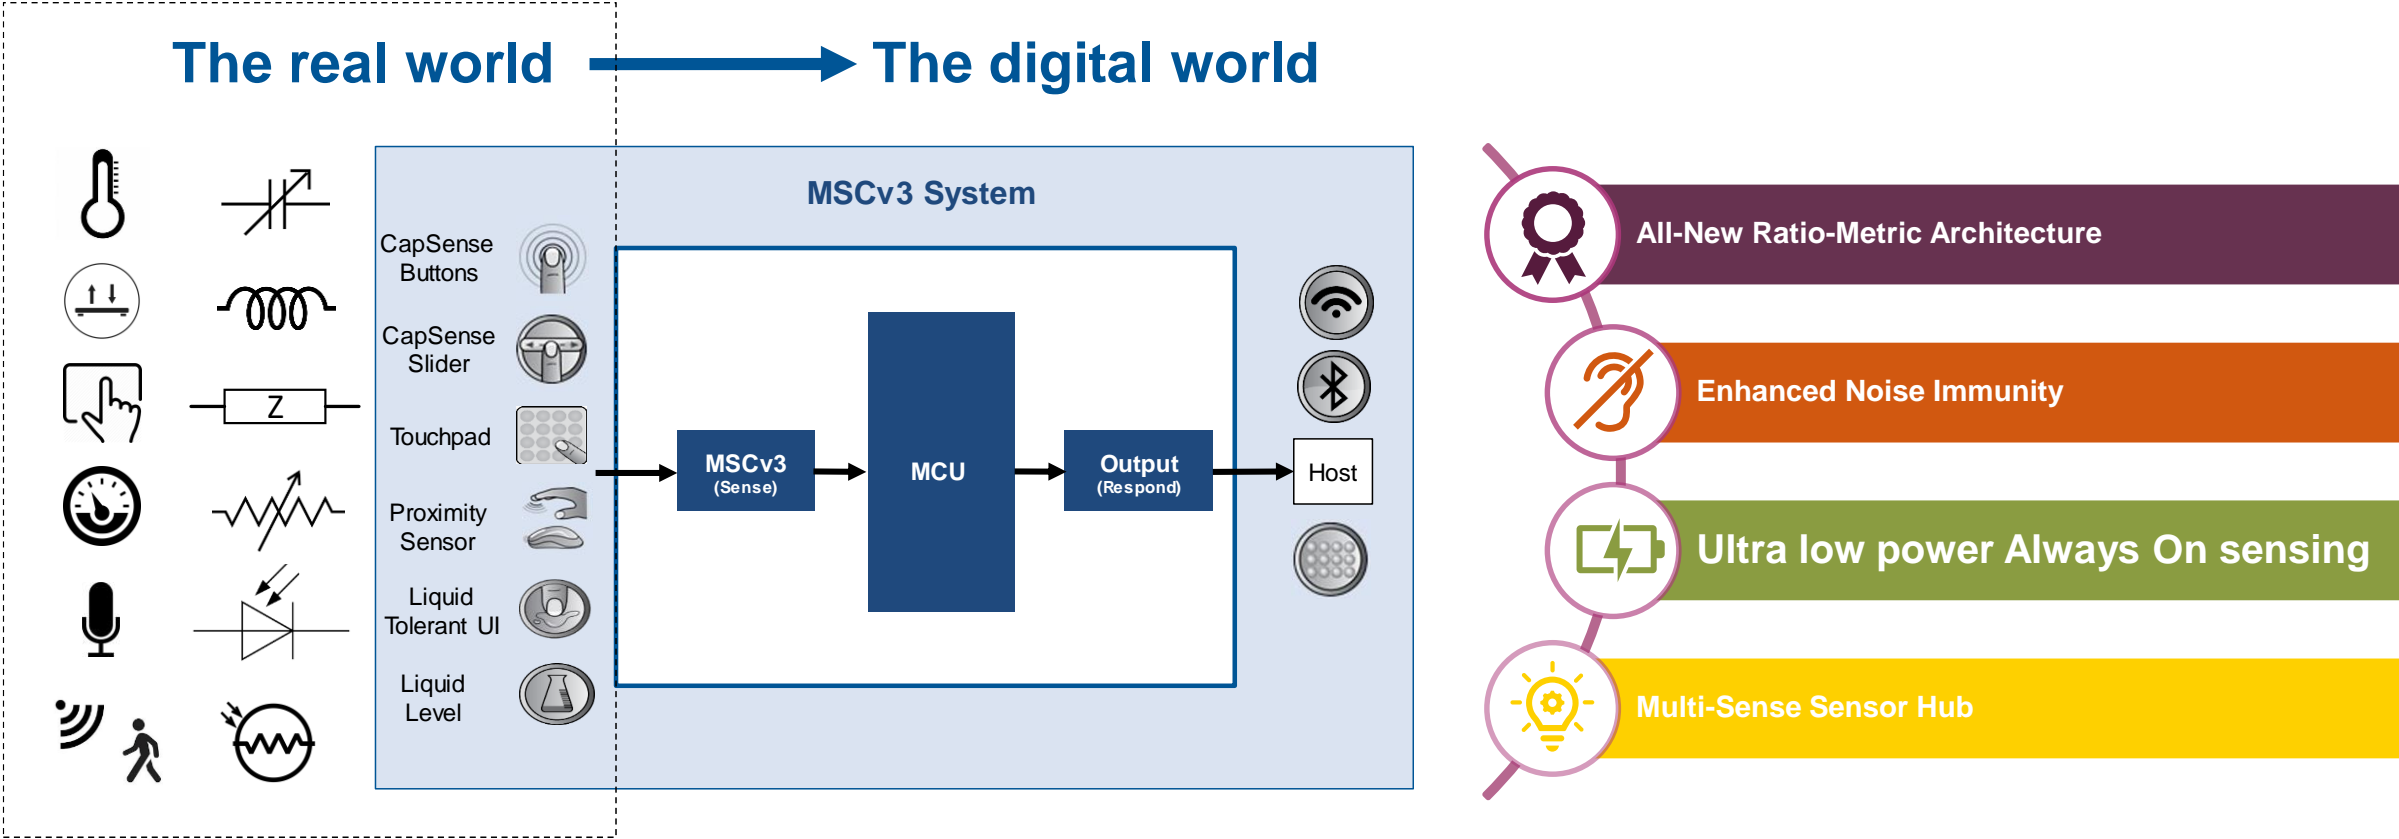 The real world
The digital world
MSCv3 System
CapSense
Buttons
CapSense
Slider
Touchpad
Proximity
Sensor
Liquid
Tolerant UI
Liquid
Level
Z
MSCv3
(Sense)
MCU
Output
(Respond)
Host
All-New Ratio-Metric Architecture
Enhanced Noise Immunity
Ultra low power Always On sensing
Multi-Sense Sensor Hub